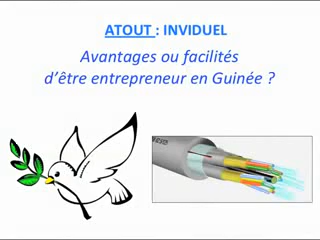 ATOUT : INVIDUEL
Avantages ou facilités
d'être entrepreneur en Guinée ?